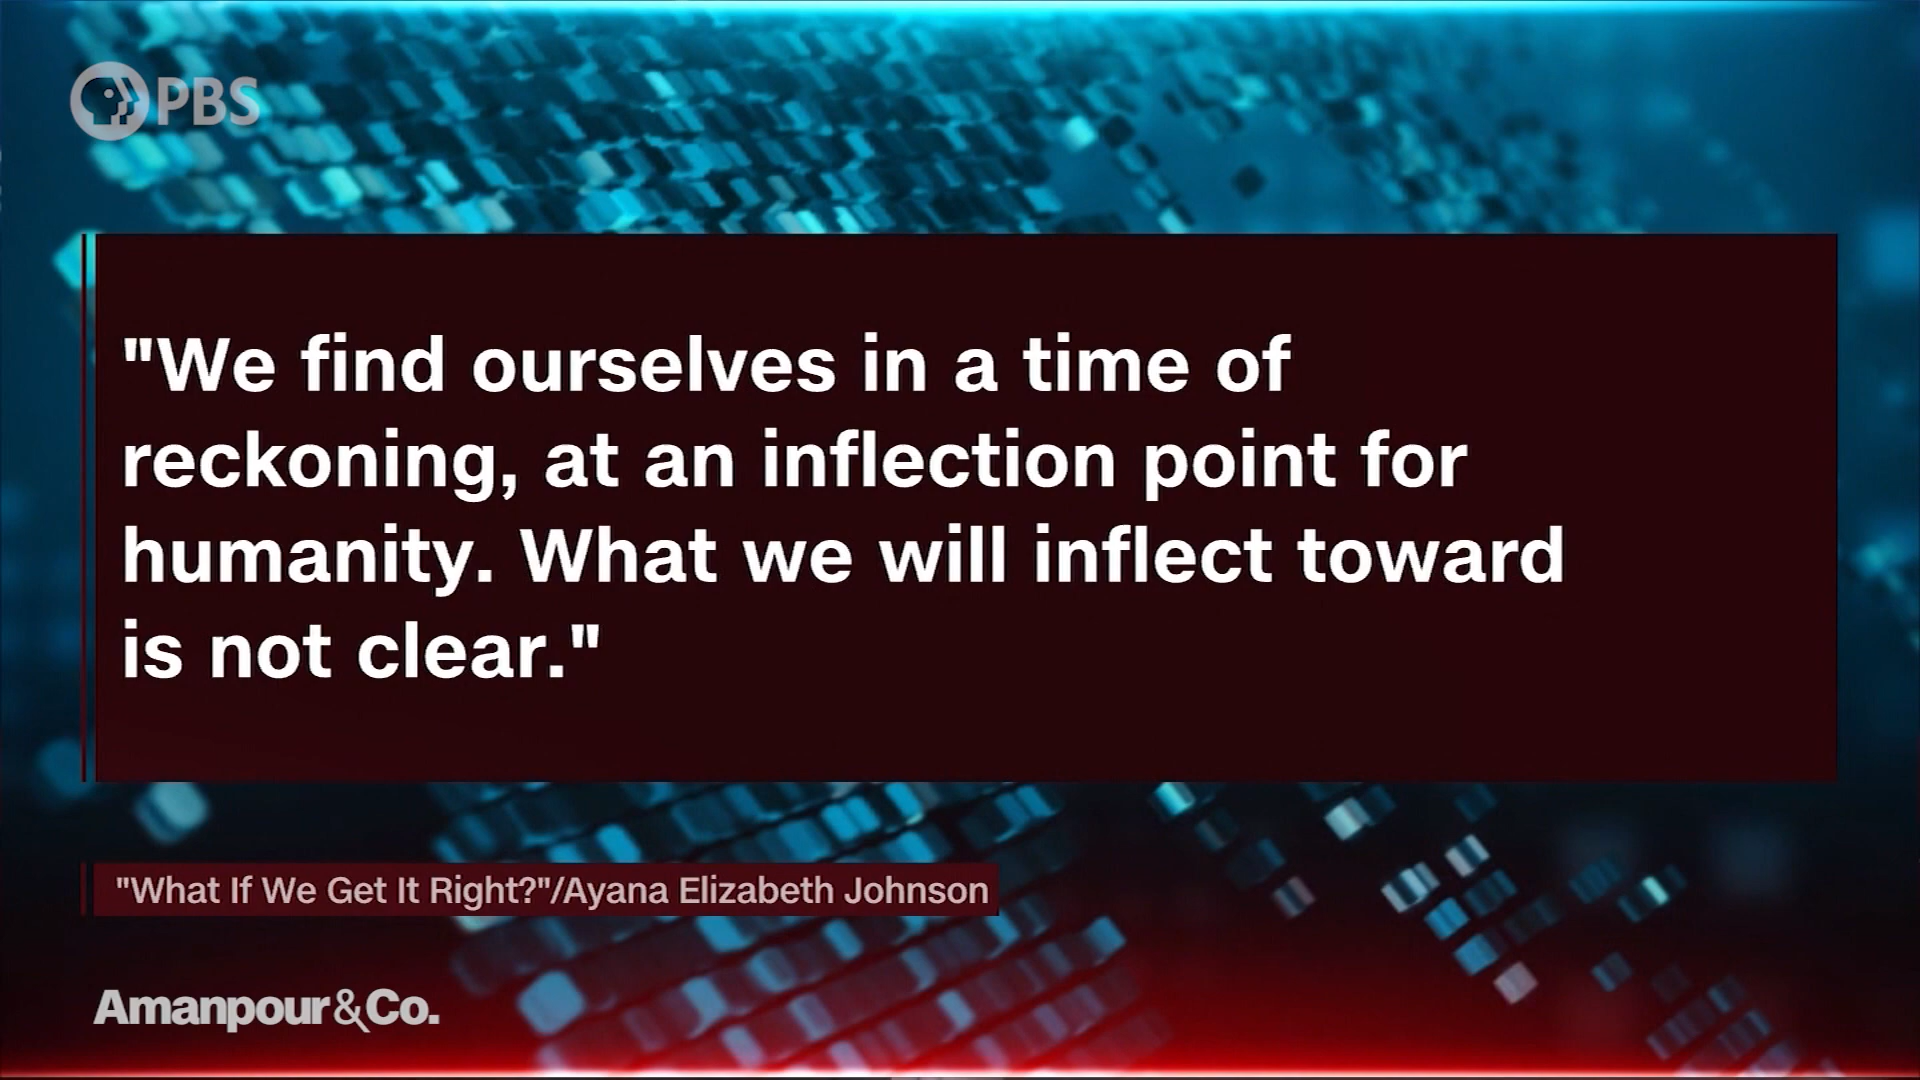 PBS
"We find ourselves in a time of
reckoning, at an inflection point for
humanity. What we will inflect toward
is not clear."
"What If We Get It Right?"/Ayana Elizabeth Johnson
Amanpour&Co.